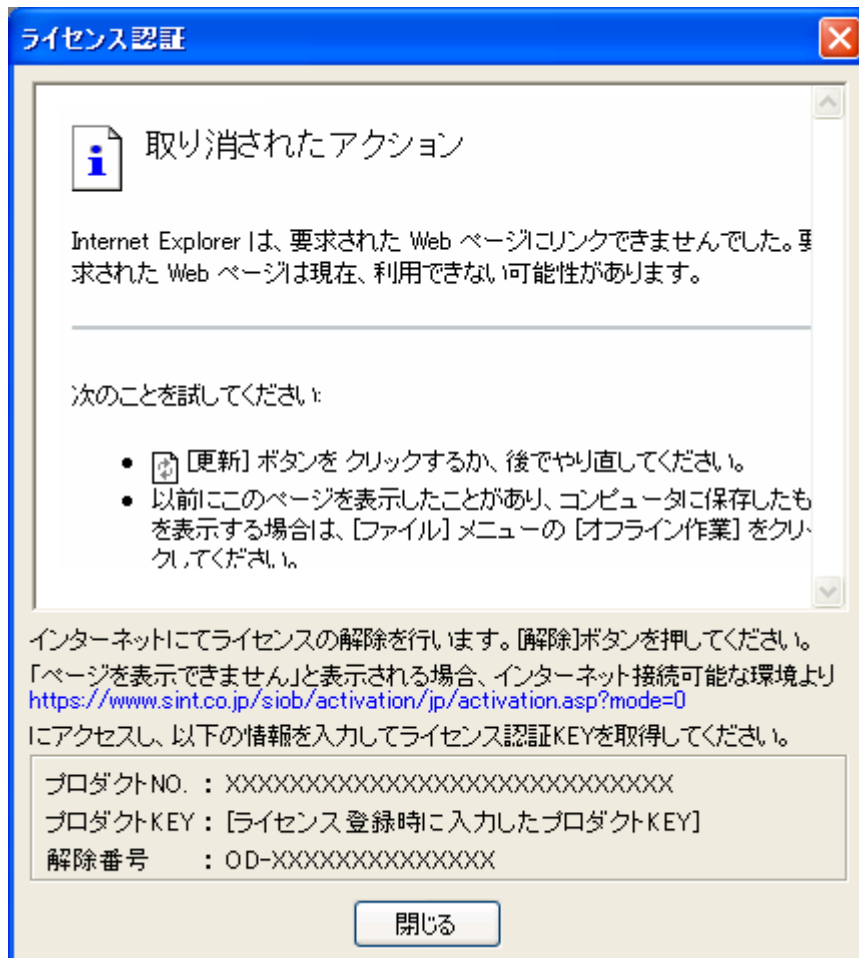 ライセンス認証
取り消されたアクション
Internet Explorer は、要求された Web ページにリンクできませんでした。要
求された Web ページは現在、利用できない可能性があります。
次のことを試してください:
● [更新] ボタンを クリックするか、後でやり直してください。
● 以前にこのページを表示したことがあり、コンピュータに保存したも
を表示する場合は、[ファイル] メニューの [オフライン作業] をクリッ
クしてください。
インターネットにてライセンスの解除を行います。[解除]ボタンを押してください。
「ページを表示できません」と表示される場合、インターネット接続可能な環境より
https://www.sint.co.jp/siob/activation/jp/activation.asp?mode=0
にアクセスし、以下の情報を入力してライセンス認証KEYを取得してください。
プロダクトNO. : XXXXXXXXXXXXXXXXXXXXXXXXXXXX
プロダクトKEY : [ライセンス登録時に入力したプロダクトKEY]
解除番号 : OD-XXXXXXXXXXXXXX
閉じる